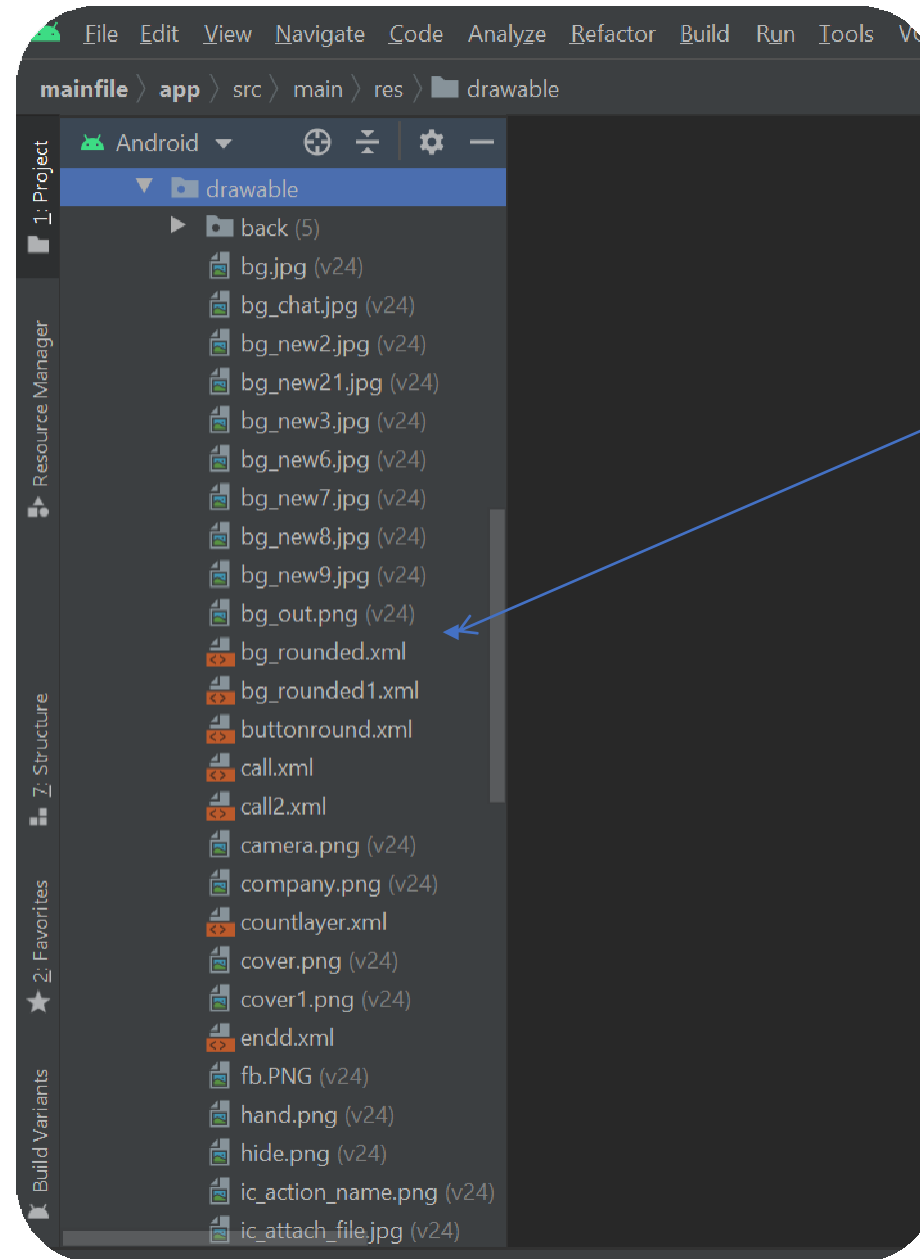 File Edit View Navigate Code Analyze Refactor Build Run Tools
mainfile 〉 app 〉 src 〉 main 〉 res 〉 drawable
Android
1: Project
Resource Manager
7: Structure
2: Favorites
Build Variants
drawable
back (5)
bg.jpg (v24)
bg_chat.jpg (v24)
bg_new2.jpg (v24)
bg_new21.jpg (v24)
bg_new3.jpg (v24)
bg_new6.jpg (v24)
bg_new7.jpg (v24)
bg_new8.jpg (v24)
bg_new9.jpg (v24)
bg_out.png (v24)
bg_rounded.xml
bg_rounded1.xml
buttonround.xml
call.xml
call2.xml
camera.png (v24)
company.png (v24)
countlayer.xml
cover.png (v24)
cover1.png (v24)
endd.xml
fb.PNG (v24)
hand.png (v24)
hide.png (v24)
ic_action_name.png (v24)
ic_attach_file.jpg (v24)